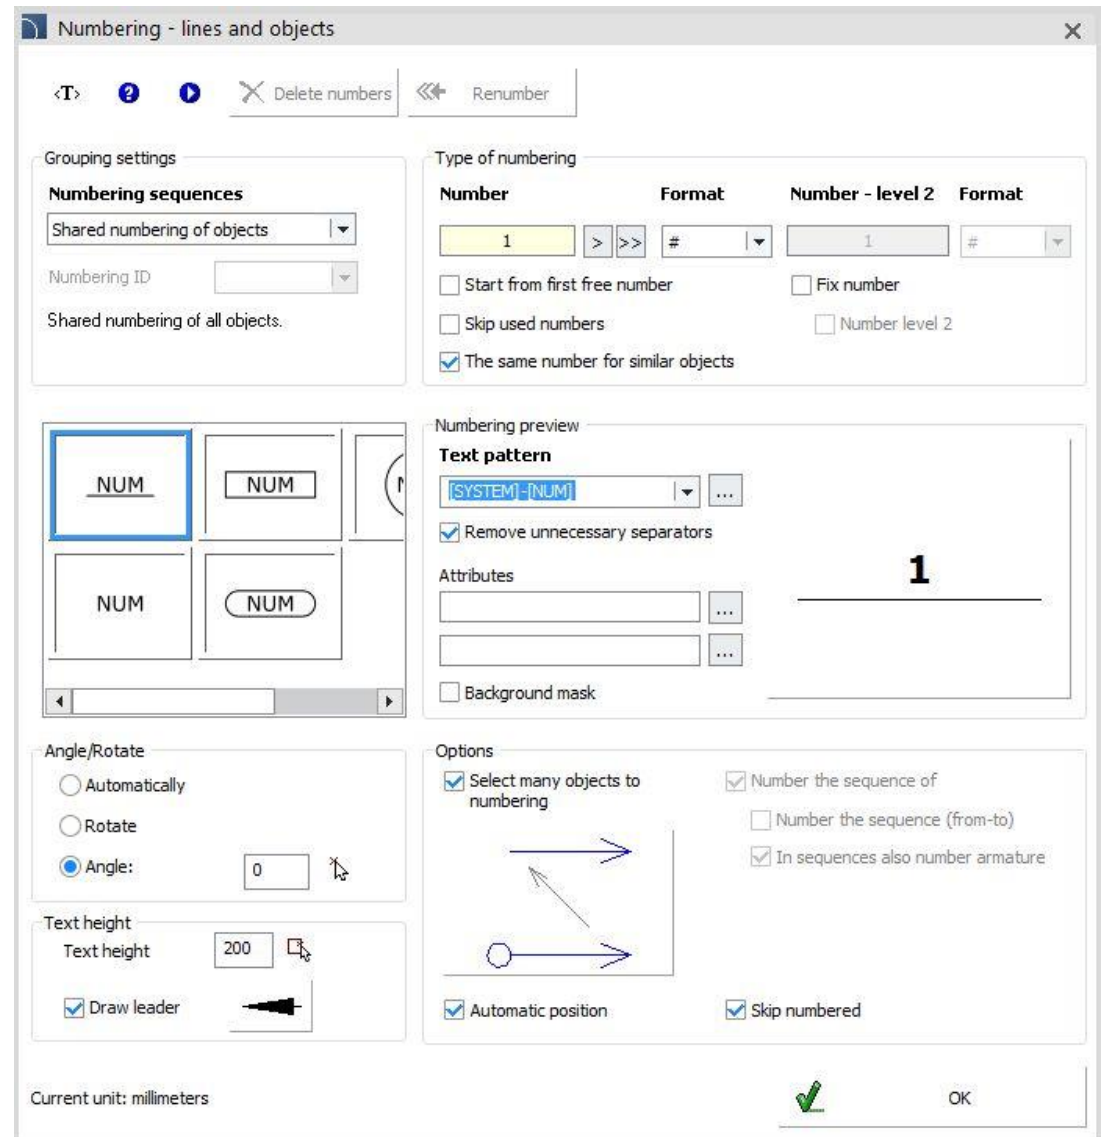 Numbering - lines and objects
<T>
Delete numbers
Renumber
Grouping settings
Numbering sequences
Shared numbering of objects
Numbering ID
Shared numbering of all objects.
Type of numbering
Number Format Number - level 2 Format
1 > >> # 1 #
Start from first free number
Fix number
Skip used numbers
Number level 2
The same number for similar objects
NUM
NUM
NUM
NUM
Numbering preview
Text pattern
[SYSTEM]-[NUM] ...
Remove unnecessary separators
Attributes
...
...
Background mask
1
Angle/Rotate
Automatically
Rotate
Angle: 0
Text height
Text height 200
Draw leader
Options
Select many objects to
numbering
Number the sequence of
Number the sequence (from-to)
In sequences also number armature
Automatic position
Skip numbered
Current unit: millimeters
OK